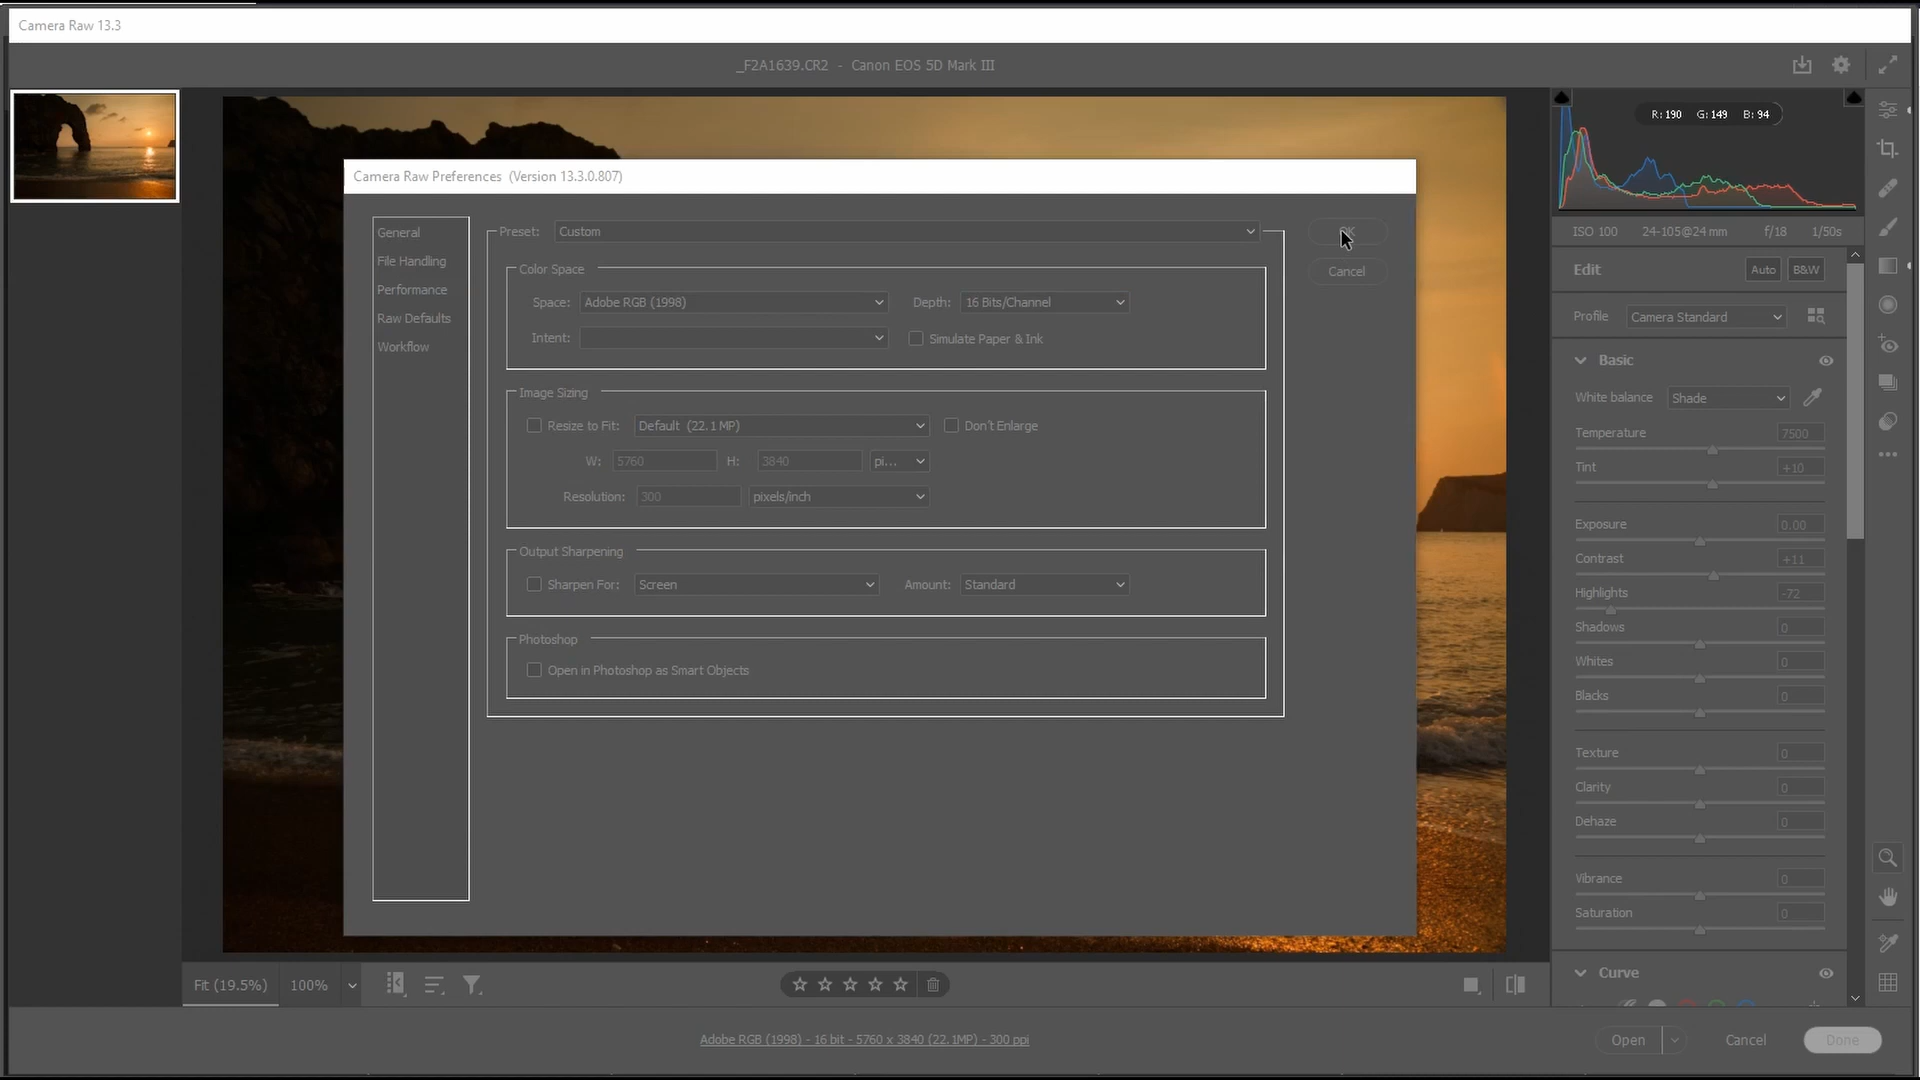 Camera Raw 13.3
_F2A1639.CR2 - Canon EOS 5D Mark III
R: 190 G: 149 B: 94
ISO 100 24-105@24 mm f/18 1/50s
Camera Raw Preferences (Version 13.3.0.807)
General
File Handling
Performance
Raw Defaults
Workflow
Preset: Custom
OK
Cancel
Color Space
Space: Adobe RGB (1998) Depth: 16 Bits/Channel
Intent: Simulate Paper & Ink
Image Sizing
Resize to Fit: Default (22.1 MP) Don't Enlarge
W: 5760 H: 3840 pi...
Resolution: 300 pixels/inch
Output Sharpening
Sharpen For: Screen Amount: Standard
Photoshop
Open in Photoshop as Smart Objects
Edit Auto B&W
Profile Camera Standard
Basic
White balance Shade
Temperature 7500
Tint +10
Exposure 0.00
Contrast +11
Highlights -72
Shadows 0
Whites 0
Blacks 0
Texture 0
Clarity 0
Dehaze 0
Vibrance 0
Saturation 0
Curve
Fit (19.5%) 100%
Adobe RGB (1998) - 16 bit - 5760 x 3840 (22.1MP) - 300 ppi
Open Cancel Done